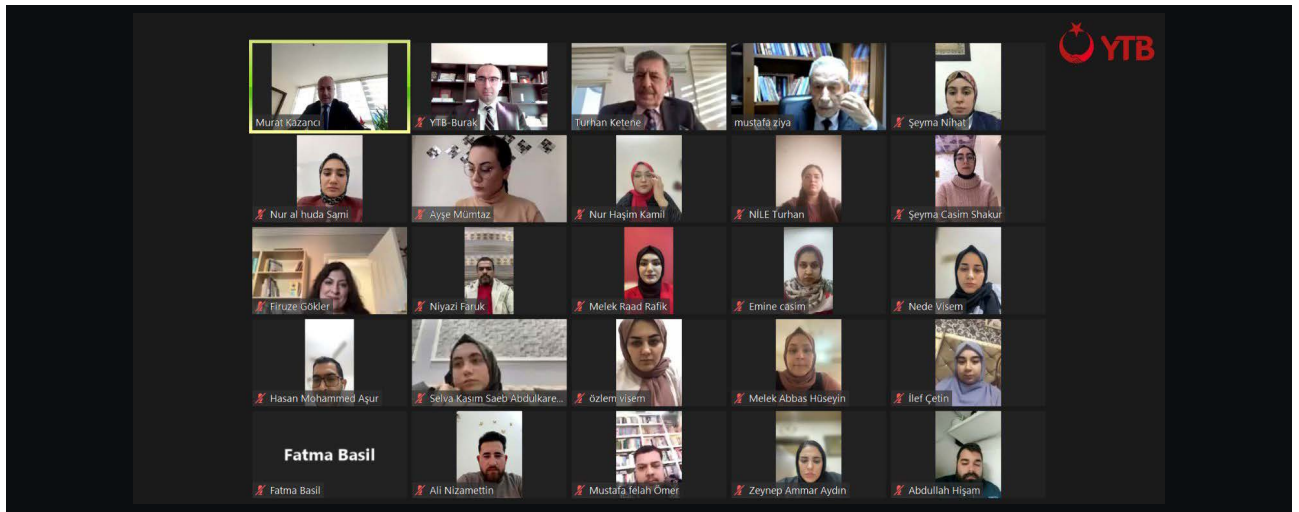 YTB
Murat Kazancı
YTB-Burak
Turhan Ketene
mustafa ziya
Şeyma Nihat
Nur al huda Sami
Ayşe Mümtaz
Nur Haşim Kamil
NİLE Turhan
Şeyma Casim Shakur
Firuze Gökler
Niyazi Faruk
Melek Raad Rafik
Emine casim
Nede Visem
Hasan Mohammed Aşur
Selva Kasım Saeb Abdulkare...
özlem visem
Melek Abbas Hüseyin
İlef Çetin
Fatma Basil
Fatma Basil
Ali Nizamettin
Mustafa felah Ömer
Zeynep Ammar Aydın
Abdullah Hişam